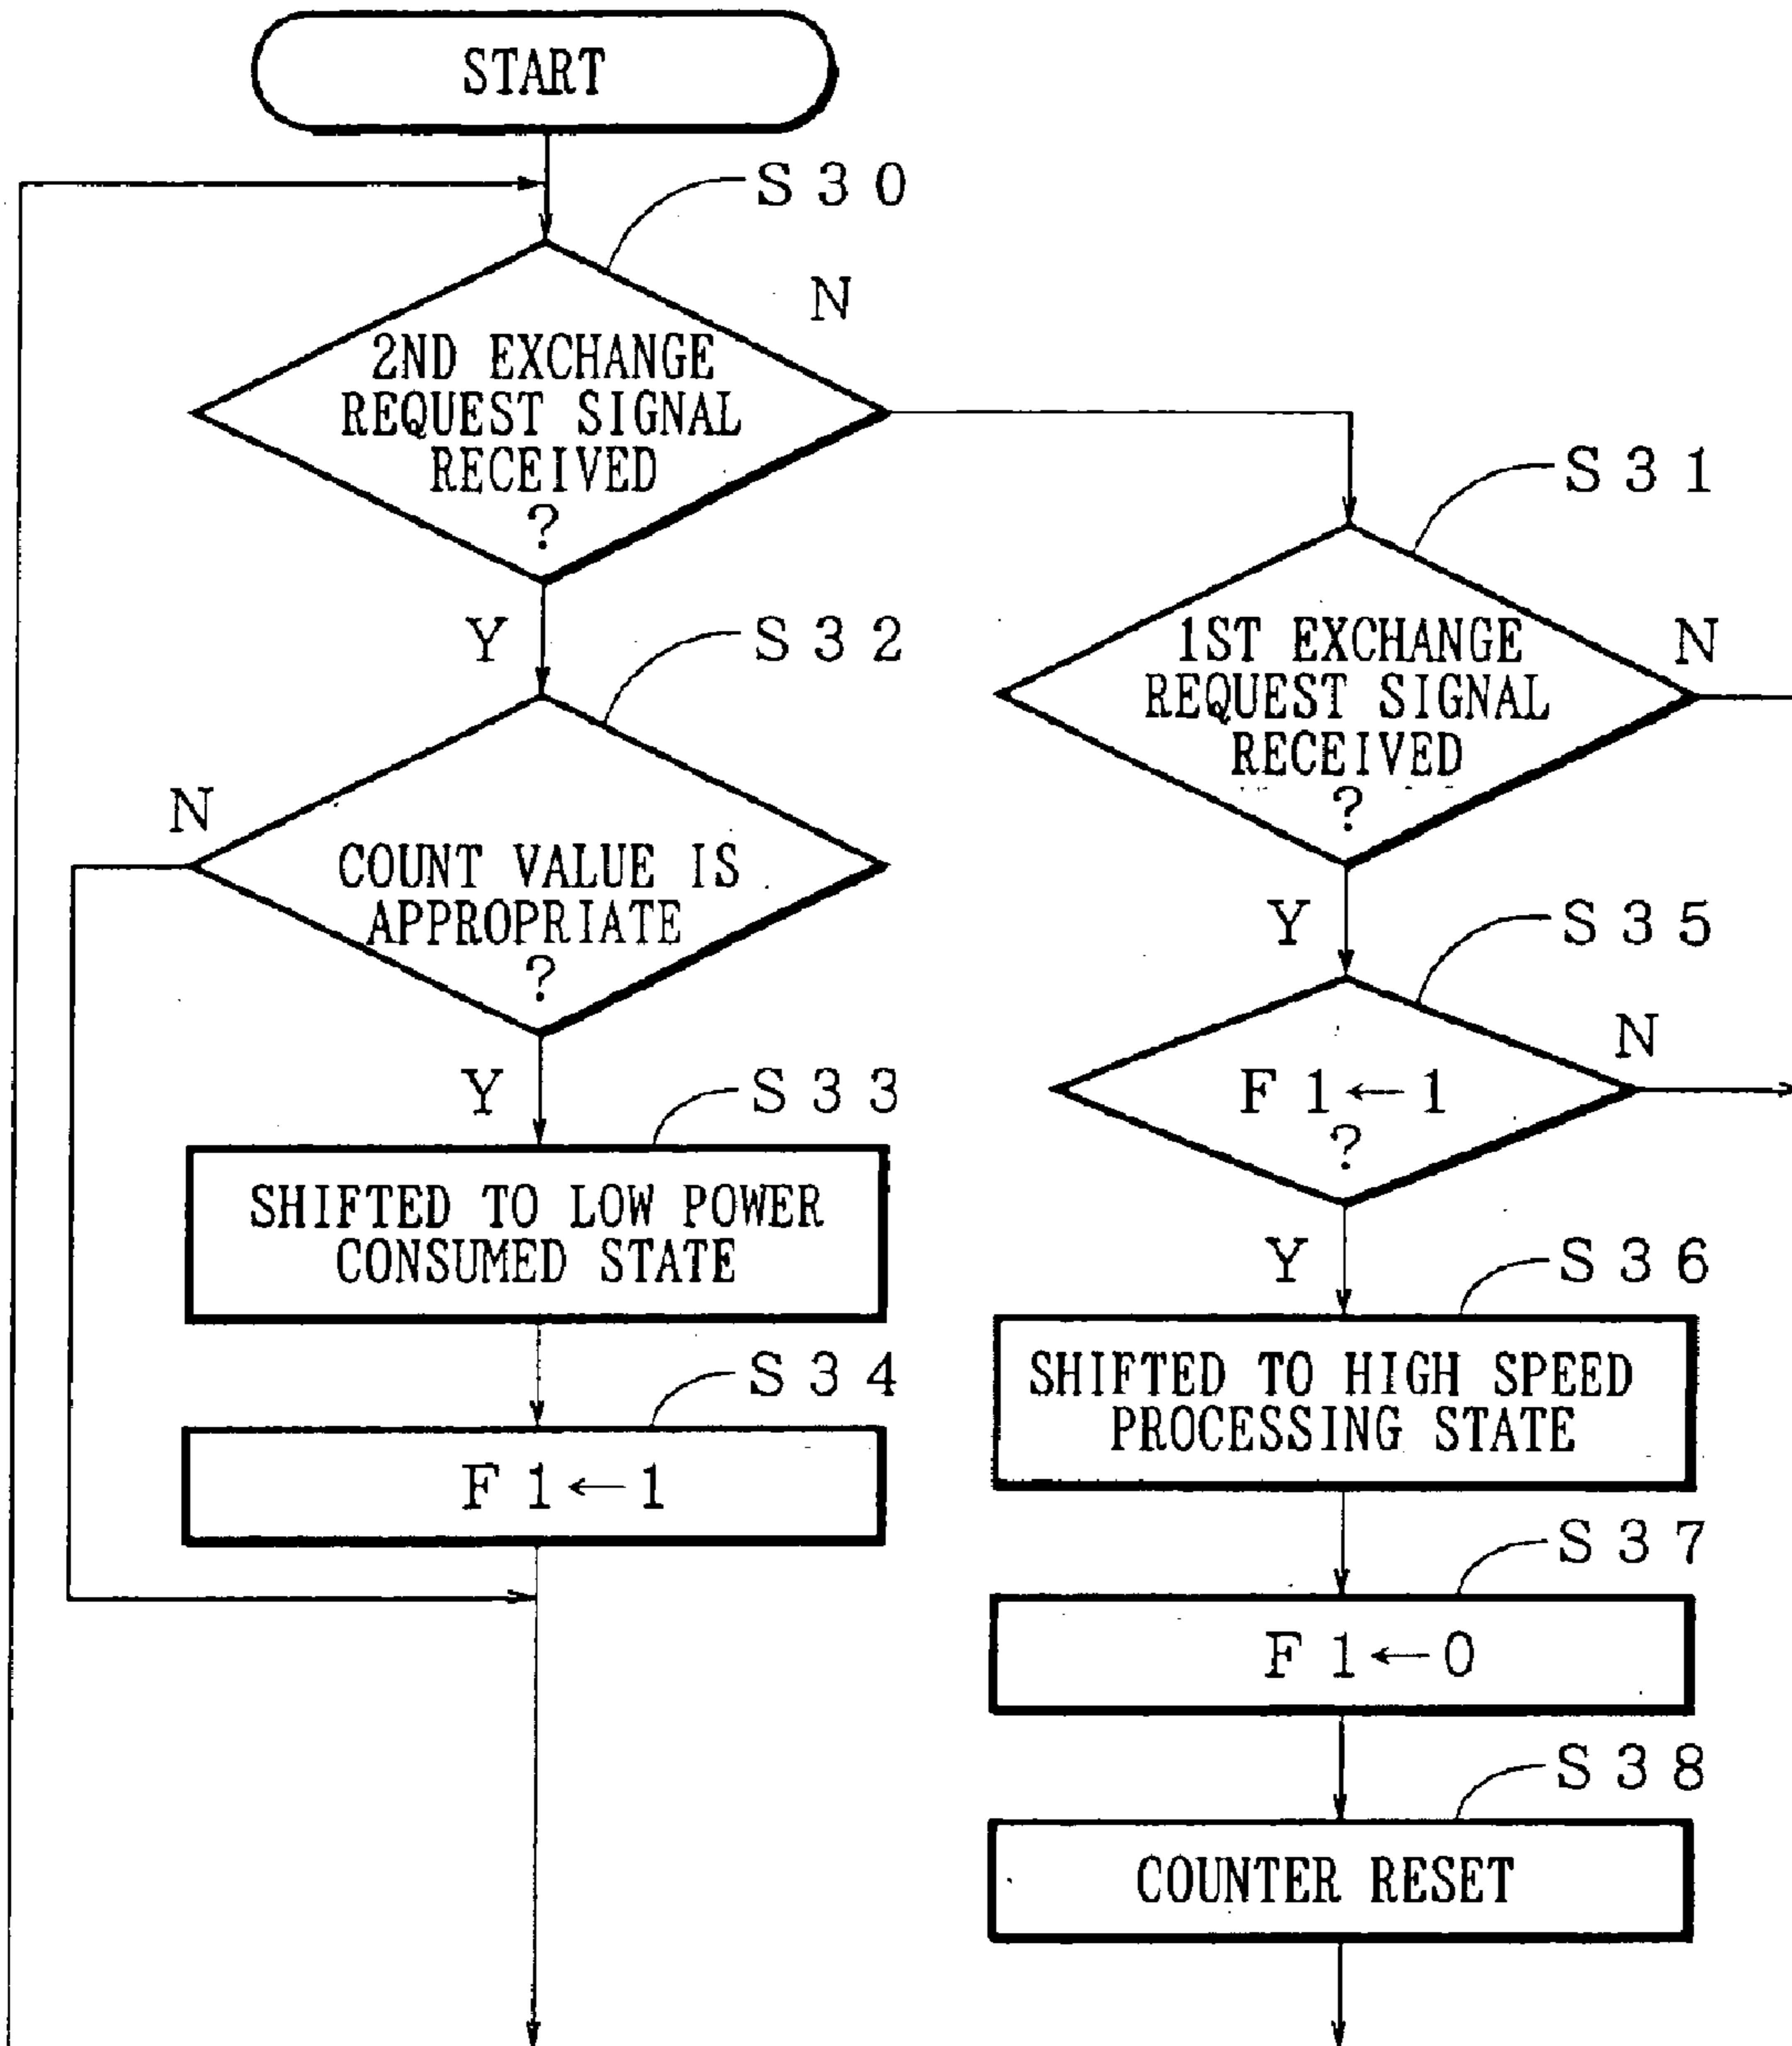 START
S30
N
2ND EXCHANGE
REQUEST SIGNAL
RECEIVED
?
Y
S31
1ST EXCHANGE
REQUEST SIGNAL
RECEIVED
?
N
Y
S32
N
COUNT VALUE IS
APPROPRIATE
?
Y
S35
F1←1
?
N
Y
S33
SHIFTED TO LOW POWER
CONSUMED STATE
S34
F1←1
S36
SHIFTED TO HIGH SPEED
PROCESSING STATE
S37
F1←0
S38
COUNTER RESET